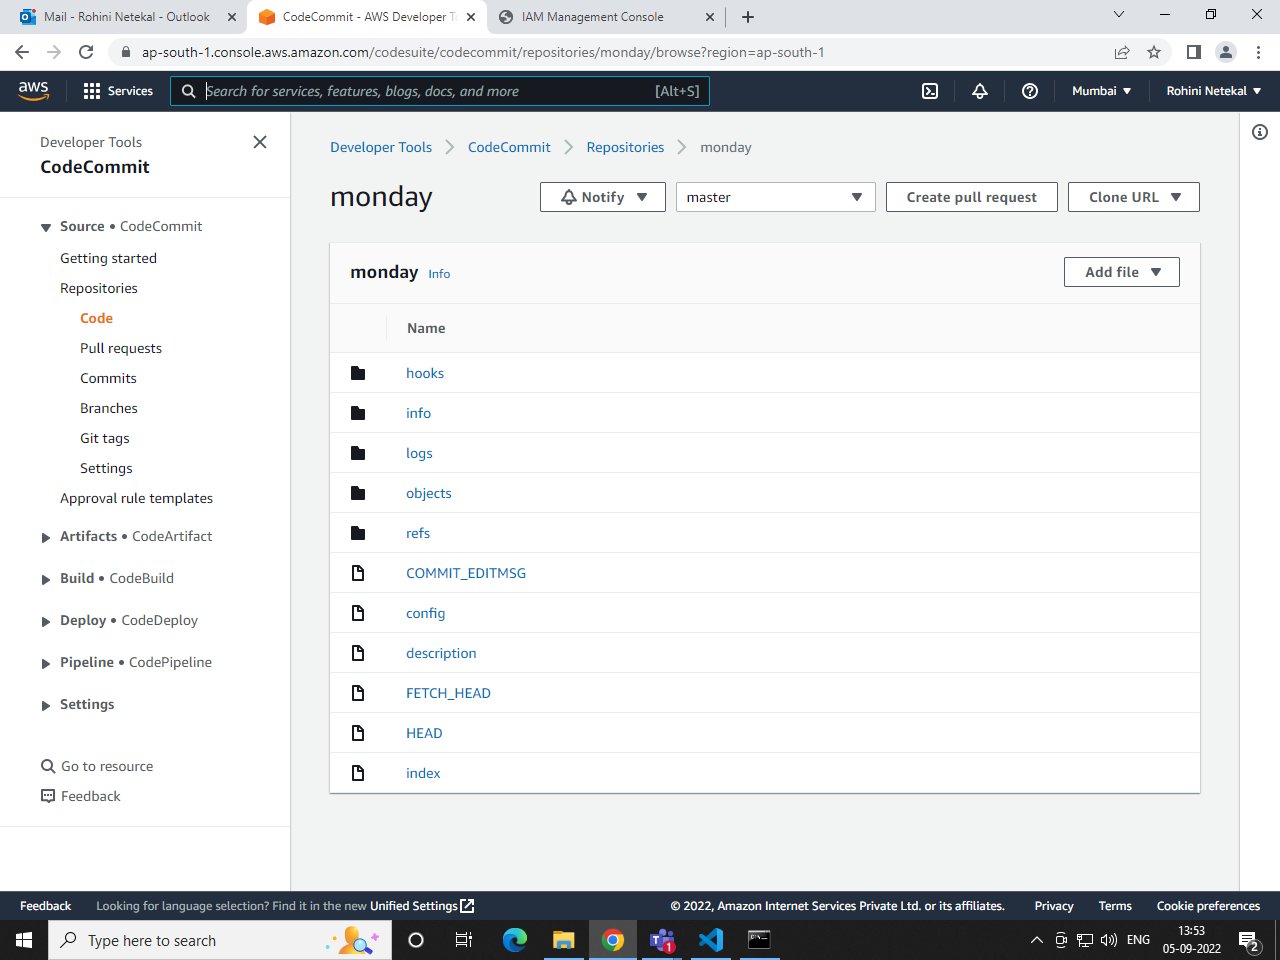 Mail - Rohini Netekal - Outlook
CodeCommit - AWS Developer To
IAM Management Console
ap-south-1.console.aws.amazon.com/codesuite/codecommit/repositories/monday/browse?region=ap-south-1
aws
Services
Search for services, features, blogs, docs, and more
[Alt+S]
Mumbai
Rohini Netekal
Developer Tools
CodeCommit
Source • CodeCommit
Getting started
Repositories
Code
Pull requests
Commits
Branches
Git tags
Settings
Approval rule templates
Artifacts • CodeArtifact
Build • CodeBuild
Deploy • CodeDeploy
Pipeline • CodePipeline
Settings
Go to resource
Feedback
Developer Tools
CodeCommit
Repositories
monday
monday
Notify
master
Create pull request
Clone URL
monday Info
Add file
Name
hooks
info
logs
objects
refs
COMMIT_EDITMSG
config
description
FETCH_HEAD
HEAD
index
Feedback
Looking for language selection? Find it in the new Unified Settings
© 2022, Amazon Internet Services Private Ltd. or its affiliates.
Privacy
Terms
Cookie preferences
Type here to search
1
ENG
13:53
05-09-2022
2